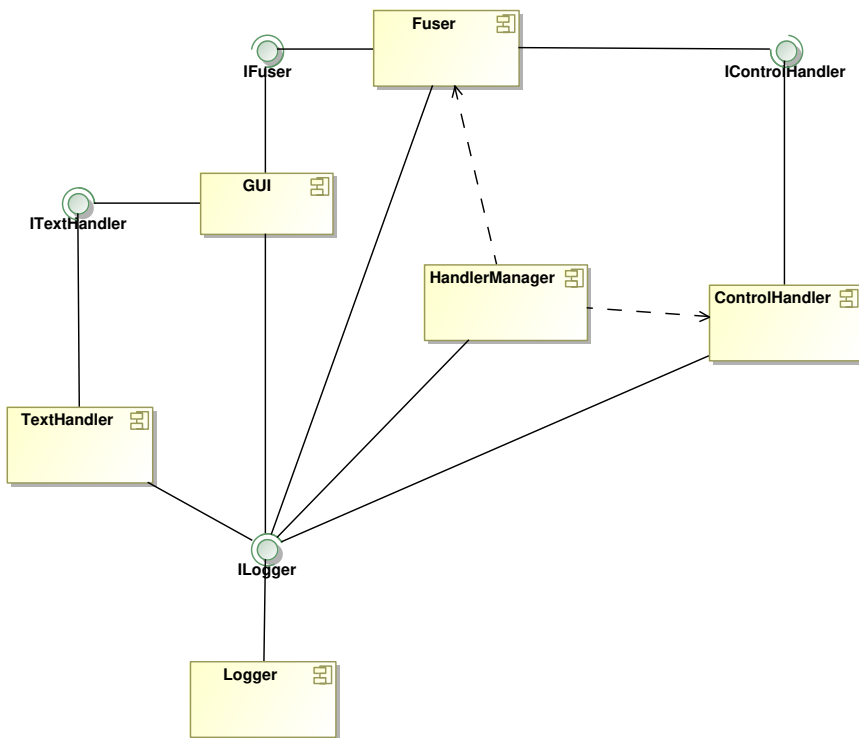 Fuser
IFuser
IControlHandler
GUI
ITextHandler
HandlerManager
ControlHandler
TextHandler
ILogger
Logger